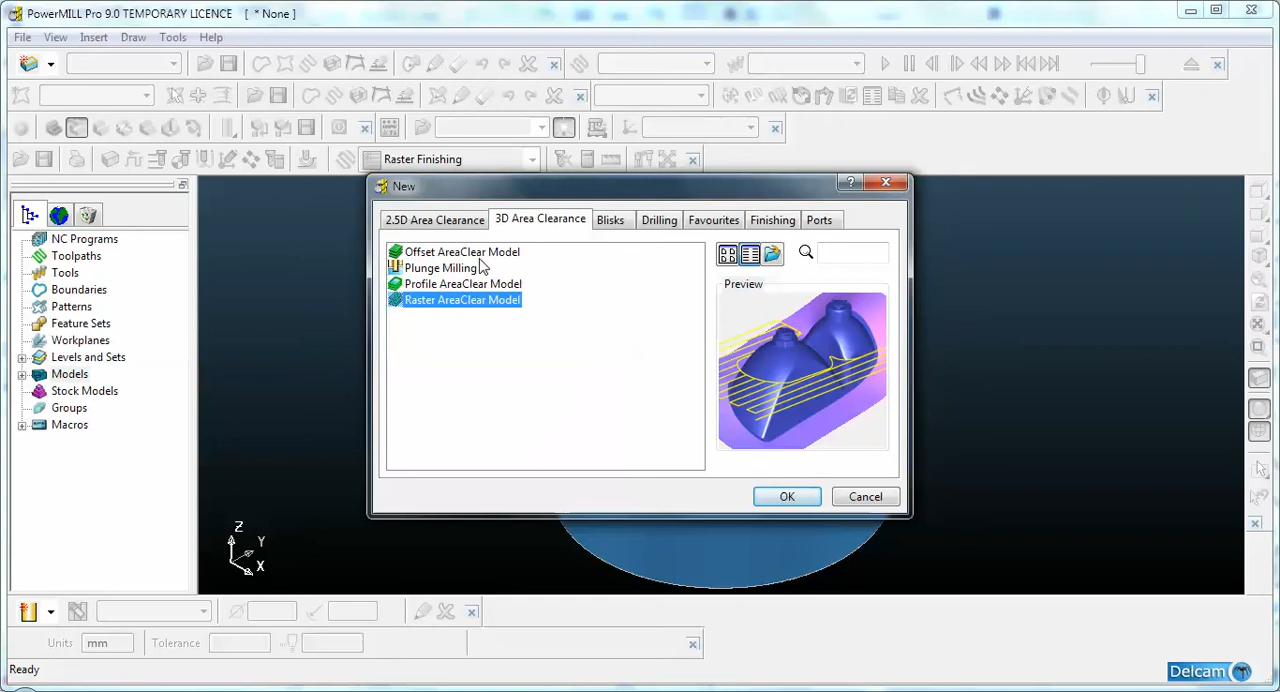 PowerMILL Pro 9.0 TEMPORARY LICENCE [ * None ]
File View Insert Draw Tools Help
Raster Finishing
New
2.5D Area Clearance 3D Area Clearance Blisks Drilling Favourites Finishing Ports
NC Programs
Toolpaths
Tools
Boundaries
Patterns
Feature Sets
Workplanes
Levels and Sets
Models
Stock Models
Groups
Macros
Offset AreaClear Model
Plunge Milling
Profile AreaClear Model
Raster AreaClear Model
Preview
OK Cancel
Z
Y
X
Units mm Tolerance
Ready
Delcam